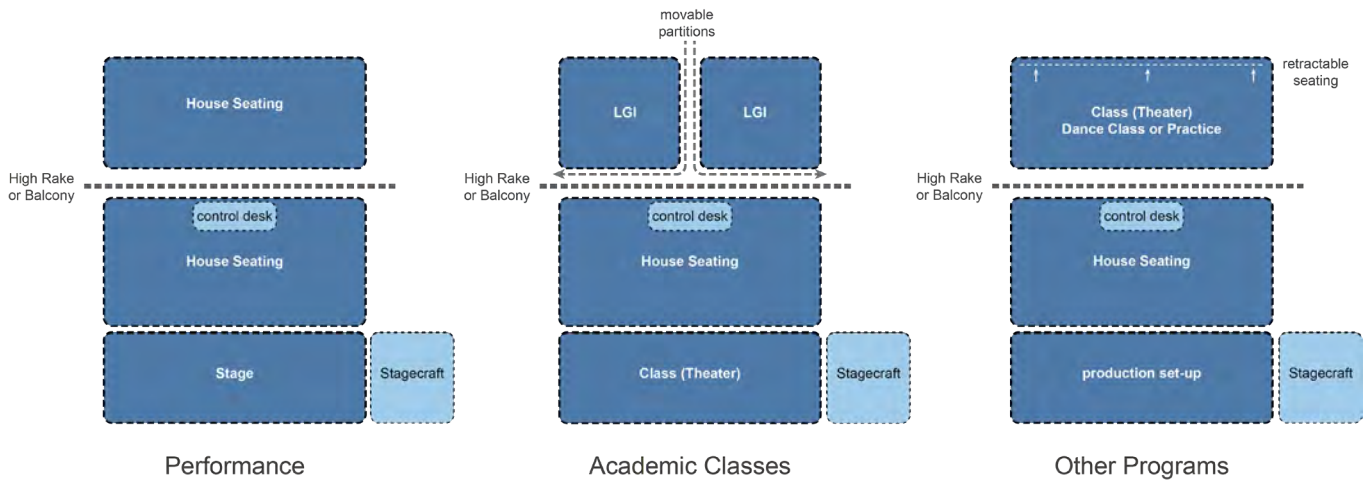 House Seating
High Rake
or Balcony
control desk
House Seating
Stage
Stagecraft
Performance
movable
partitions
LGI
LGI
High Rake
or Balcony
control desk
House Seating
Class (Theater)
Stagecraft
Academic Classes
retractable
seating
Class (Theater)
Dance Class or Practice
High Rake
or Balcony
control desk
House Seating
production set-up
Stagecraft
Other Programs